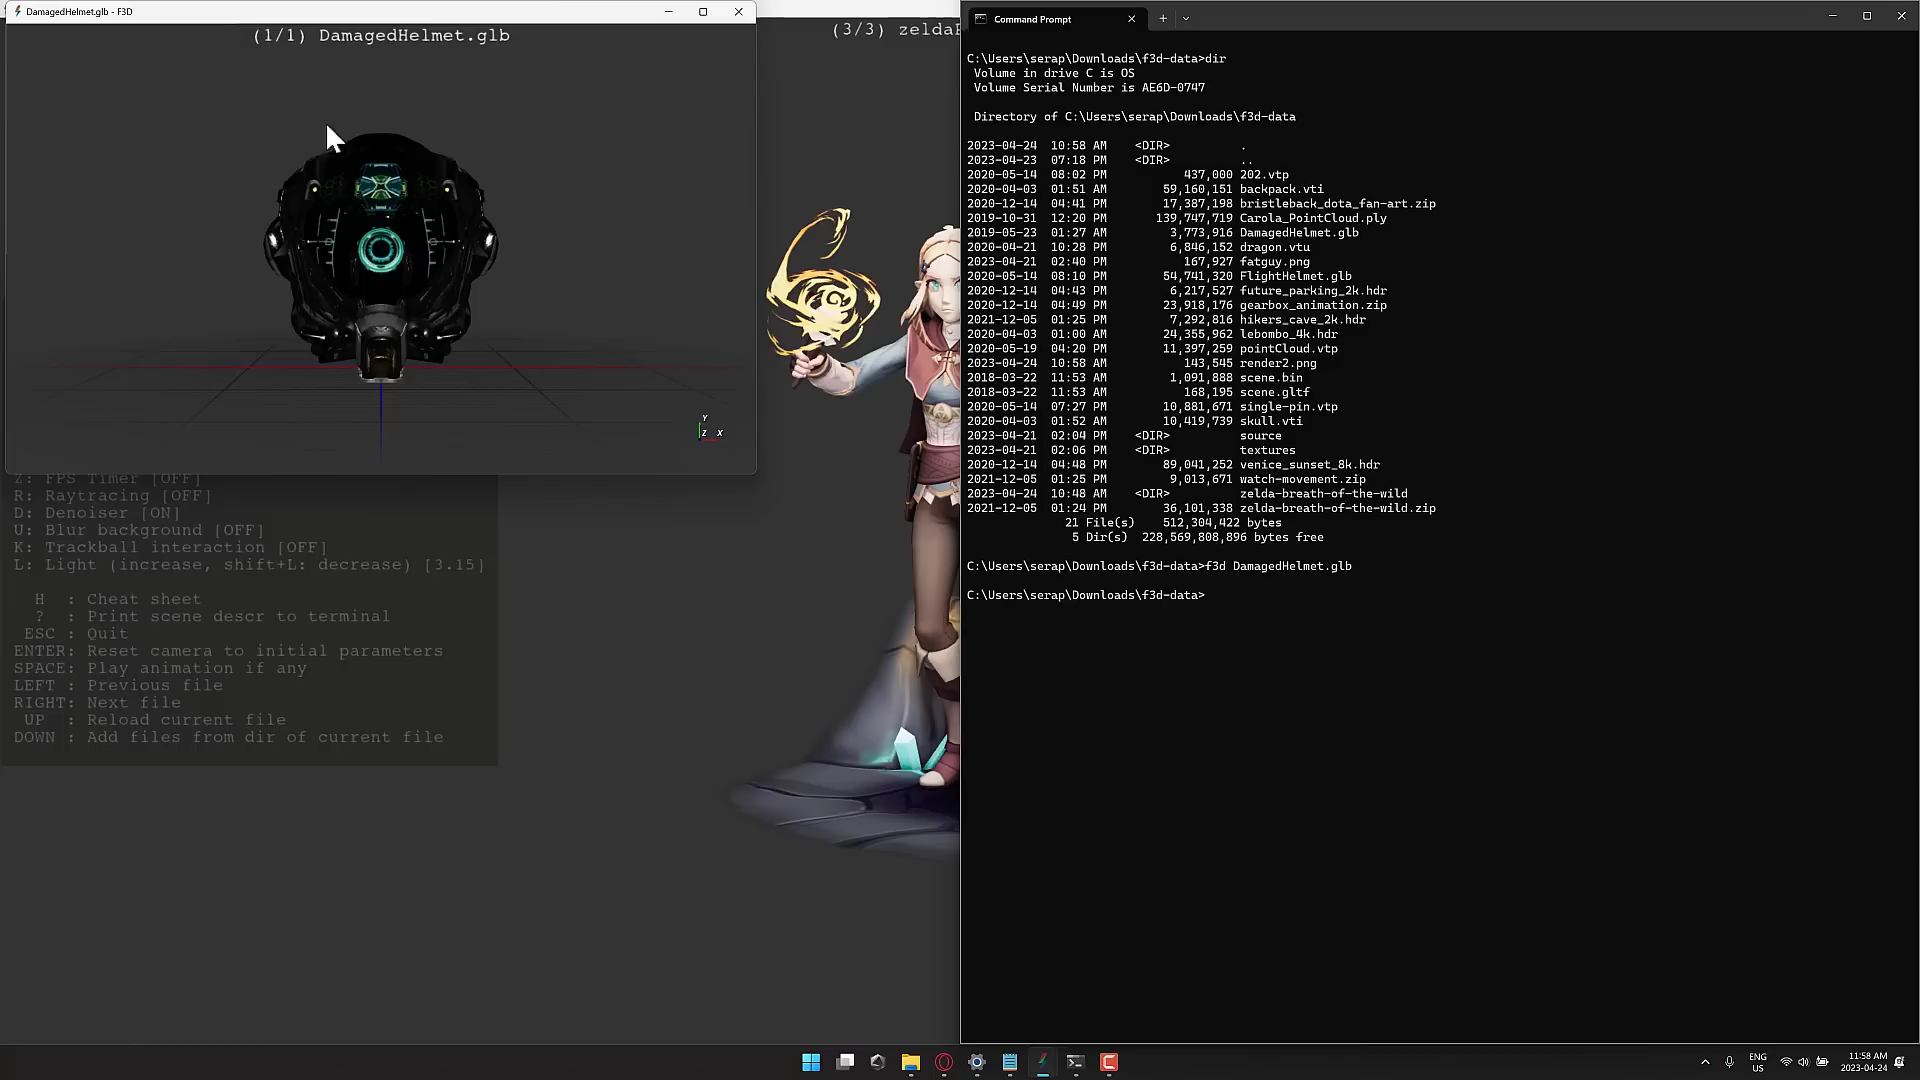 DamagedHelmet.glb - F3D
(1/1) DamagedHelmet.glb
Y
Z X
(3/3)
Z: FPS Timer [OFF]
R: Raytracing [OFF]
D: Denoiser [ON]
U: Blur background [OFF]
K: Trackball interaction [OFF]
L: Light (increase, shift+L: decrease) [3.15]
H : Cheat sheet
? : Print scene descr to terminal
ESC : Quit
ENTER: Reset camera to initial parameters
SPACE: Play animation if any
LEFT : Previous file
RIGHT: Next file
UP : Reload current file
DOWN : Add files from dir of current file
Command Prompt
C:\Users\serap\Downloads\f3d-data>dir
Volume in drive C is OS
Volume Serial Number is AE6D-0747
Directory of C:\Users\serap\Downloads\f3d-data
2023-04-24 10:58 AM <DIR> .
2023-04-23 07:18 PM <DIR> ..
2020-05-14 08:02 PM 437,000 202.vtp
2020-04-03 01:51 AM 59,160,151 backpack.vti
2020-12-14 04:41 PM 17,387,198 bristleback_dota_fan-art.zip
2019-10-31 12:20 PM 139,747,719 Carola_PointCloud.ply
2019-05-23 01:27 AM 3,773,916 DamagedHelmet.glb
2020-04-21 10:28 PM 6,846,152 dragon.vtu
2023-04-21 02:40 PM 167,927 fatguy.png
2020-05-14 08:10 PM 54,741,320 FlightHelmet.glb
2020-12-14 04:43 PM 6,217,527 future_parking_2k.hdr
2020-12-14 04:49 PM 23,918,176 gearbox_animation.zip
2021-12-05 01:25 PM 7,292,816 hikers_cave_2k.hdr
2020-04-03 01:00 AM 24,355,962 lebombo_4k.hdr
2020-05-19 04:20 PM 11,397,259 pointCloud.vtp
2023-04-24 10:58 AM 143,545 render2.png
2018-03-22 11:53 AM 1,091,888 scene.bin
2018-03-22 11:53 AM 168,195 scene.gltf
2020-05-14 07:27 PM 10,881,671 single-pin.vtp
2020-04-03 01:52 AM 10,419,739 skull.vti
2023-04-21 02:04 PM <DIR> source
2023-04-21 02:06 PM <DIR> textures
2020-12-14 04:48 PM 89,041,252 venice_sunset_8k.hdr
2021-12-05 01:25 PM 9,013,671 watch-movement.zip
2023-04-24 10:48 AM <DIR> zelda-breath-of-the-wild
2021-12-05 01:24 PM 36,101,338 zelda-breath-of-the-wild.zip
21 File(s) 512,304,422 bytes
5 Dir(s) 228,569,808,896 bytes free
C:\Users\serap\Downloads\f3d-data>f3d DamagedHelmet.glb
C:\Users\serap\Downloads\f3d-data>
ENG
US
11:58 AM
2023-04-24